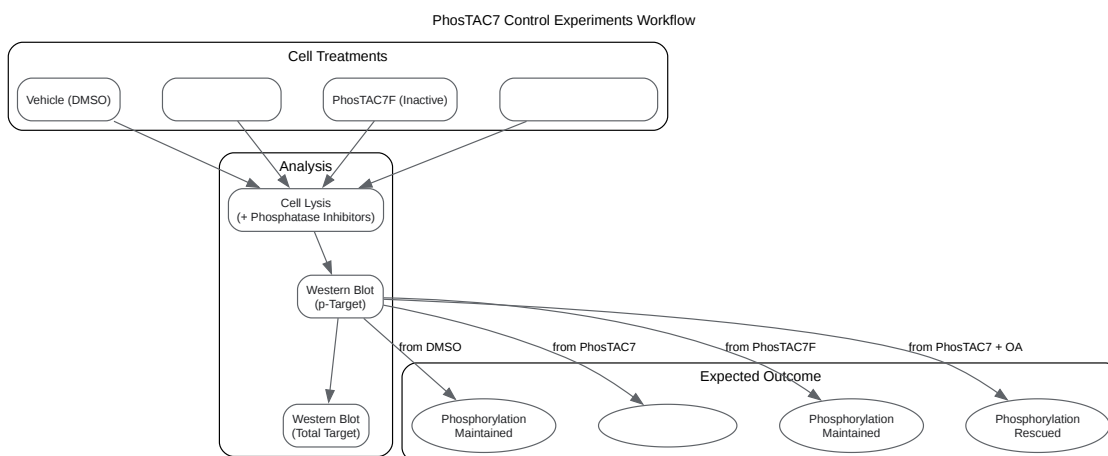 PhosTAC7 Control Experiments Workflow
Cell Treatments
Vehicle (DMSO)
PhosTAC7F (Inactive)
Analysis
Cell Lysis
(+ Phosphatase Inhibitors)
Western Blot
(p-Target)
from DMSO
from PhosTAC7
from PhosTAC7F
from PhosTAC7 + OA
Expected Outcome
Western Blot
(Total Target)
Phosphorylation
Maintained
Phosphorylation
Maintained
Phosphorylation
Rescued